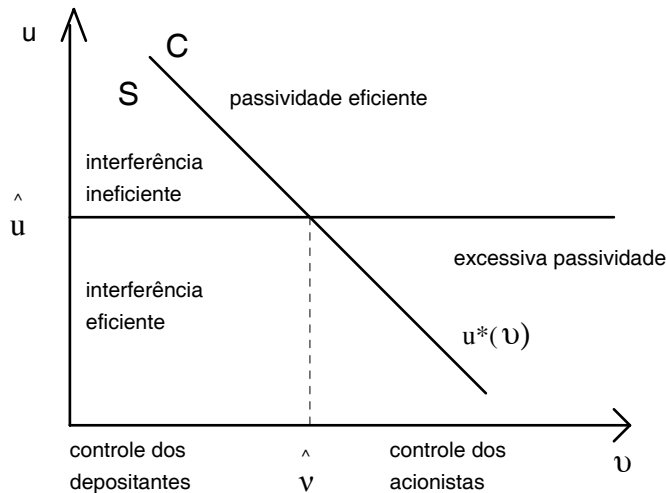 u
C
S
passividade eficiente
interferência
ineficiente
û
excessiva passividade
interferência
eficiente
u*(υ)
controle dos
depositantes
v̂
controle dos
acionistas
υ